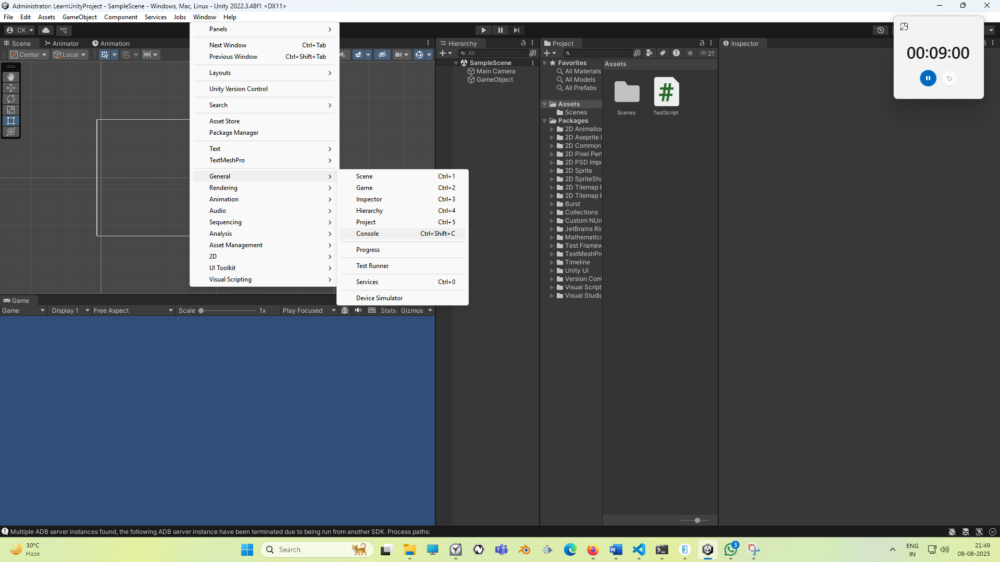 Administrator: LearnUnityProject - SampleScene - Windows, Mac, Linux - Unity 2022.3.48f1 <DX11>
File Edit Assets GameObject Component Services Jobs Window Help
CK
Scene Animator Animation
Center Local
Panels
Next Window Ctrl+Tab
Previous Window Ctrl+Shift+Tab
Layouts
Unity Version Control
Search
Asset Store
Package Manager
Text
TextMeshPro
General
Rendering
Animation
Audio
Sequencing
Analysis
Asset Management
2D
UI Toolkit
Visual Scripting
Scene Ctrl+1
Game Ctrl+2
Inspector Ctrl+3
Hierarchy Ctrl+4
Project Ctrl+5
Console Ctrl+Shift+C
Progress
Test Runner
Services Ctrl+0
Device Simulator
Hierarchy
All
SampleScene
Main Camera
GameObject
Project
21
Favorites
All Materials
All Models
All Prefabs
Assets
Scenes
Packages
2D Animation
2D Aseprite I
2D Common
2D Pixel Perf
2D PSD Impo
2D Sprite
2D SpriteSha
2D Tilemap E
2D Tilemap E
Burst
Collections
Custom NUn
JetBrains Ric
Mathematics
Test Framew
TextMeshPro
Timeline
Unity UI
Version Cont
Visual Script
Visual Studio
Assets
Scenes
TestScript
Inspector
00:09:00
Game
Game Display 1 Free Aspect Scale 1x Play Focused Stats Gizmos
Multiple ADB server instances found, the following ADB server instance have been terminated due to being run from another SDK. Process paths:
30°C
Haze
Search
3
ENG
IN
21:49
08-08-2025